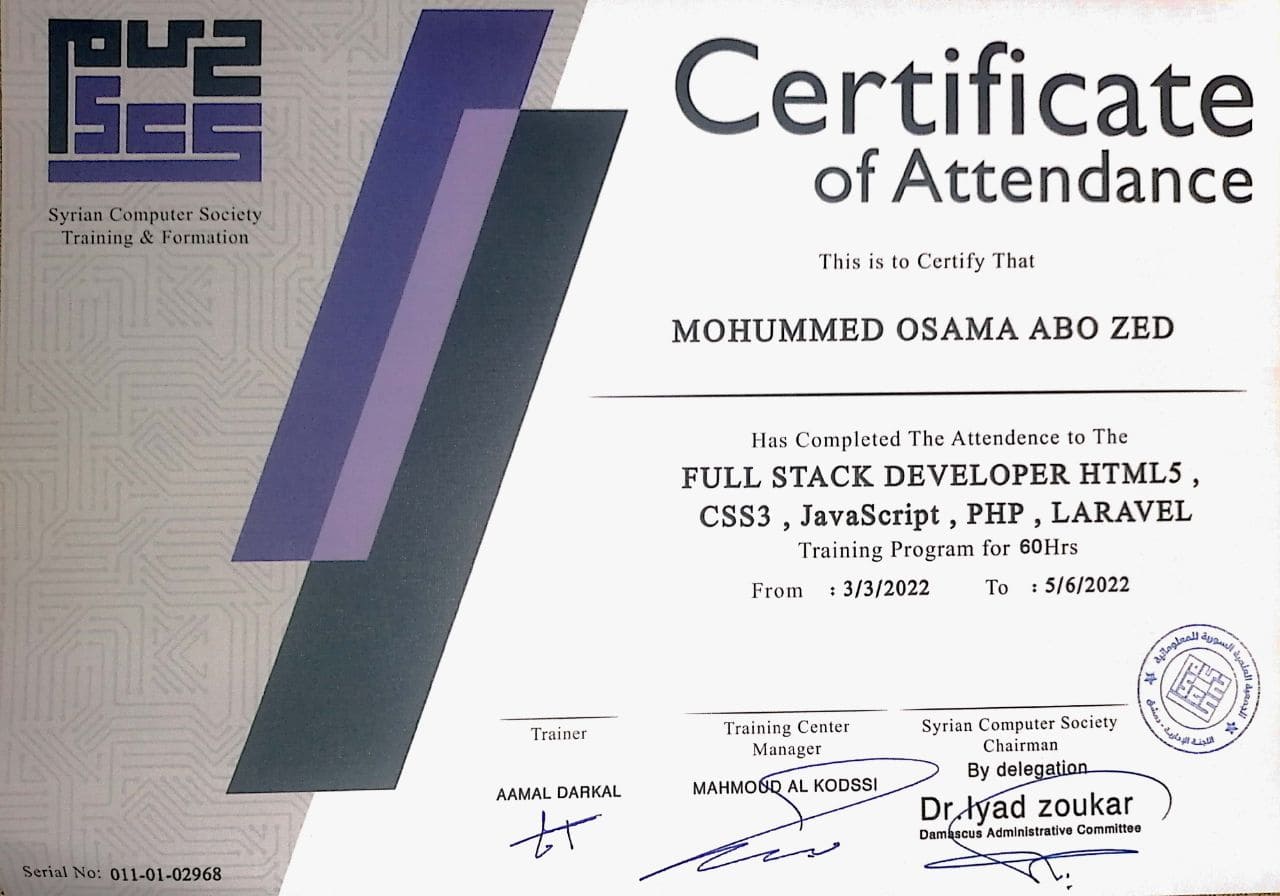 جمسم
SCS
Syrian Computer Society
Training & Formation
Certificate
of Attendance
This is to Certify That
MOHUMMED OSAMA ABO ZED
Has Completed The Attendence to The
FULL STACK DEVELOPER HTML5 ,
CSS3 , JavaScript , PHP , LARAVEL
Training Program for 60Hrs
From : 3/3/2022 To : 5/6/2022
الجمعية العلمية السورية للمعلوماتية
اللجنة الإدارية - دمشق
Trainer
AAMAL DARKAL
Training Center
Manager
MAHMOUD AL KODSSI
Syrian Computer Society
Chairman
By delegation
Dr.Iyad zoukar
Damascus Administrative Committee
Serial No: 011-01-02968